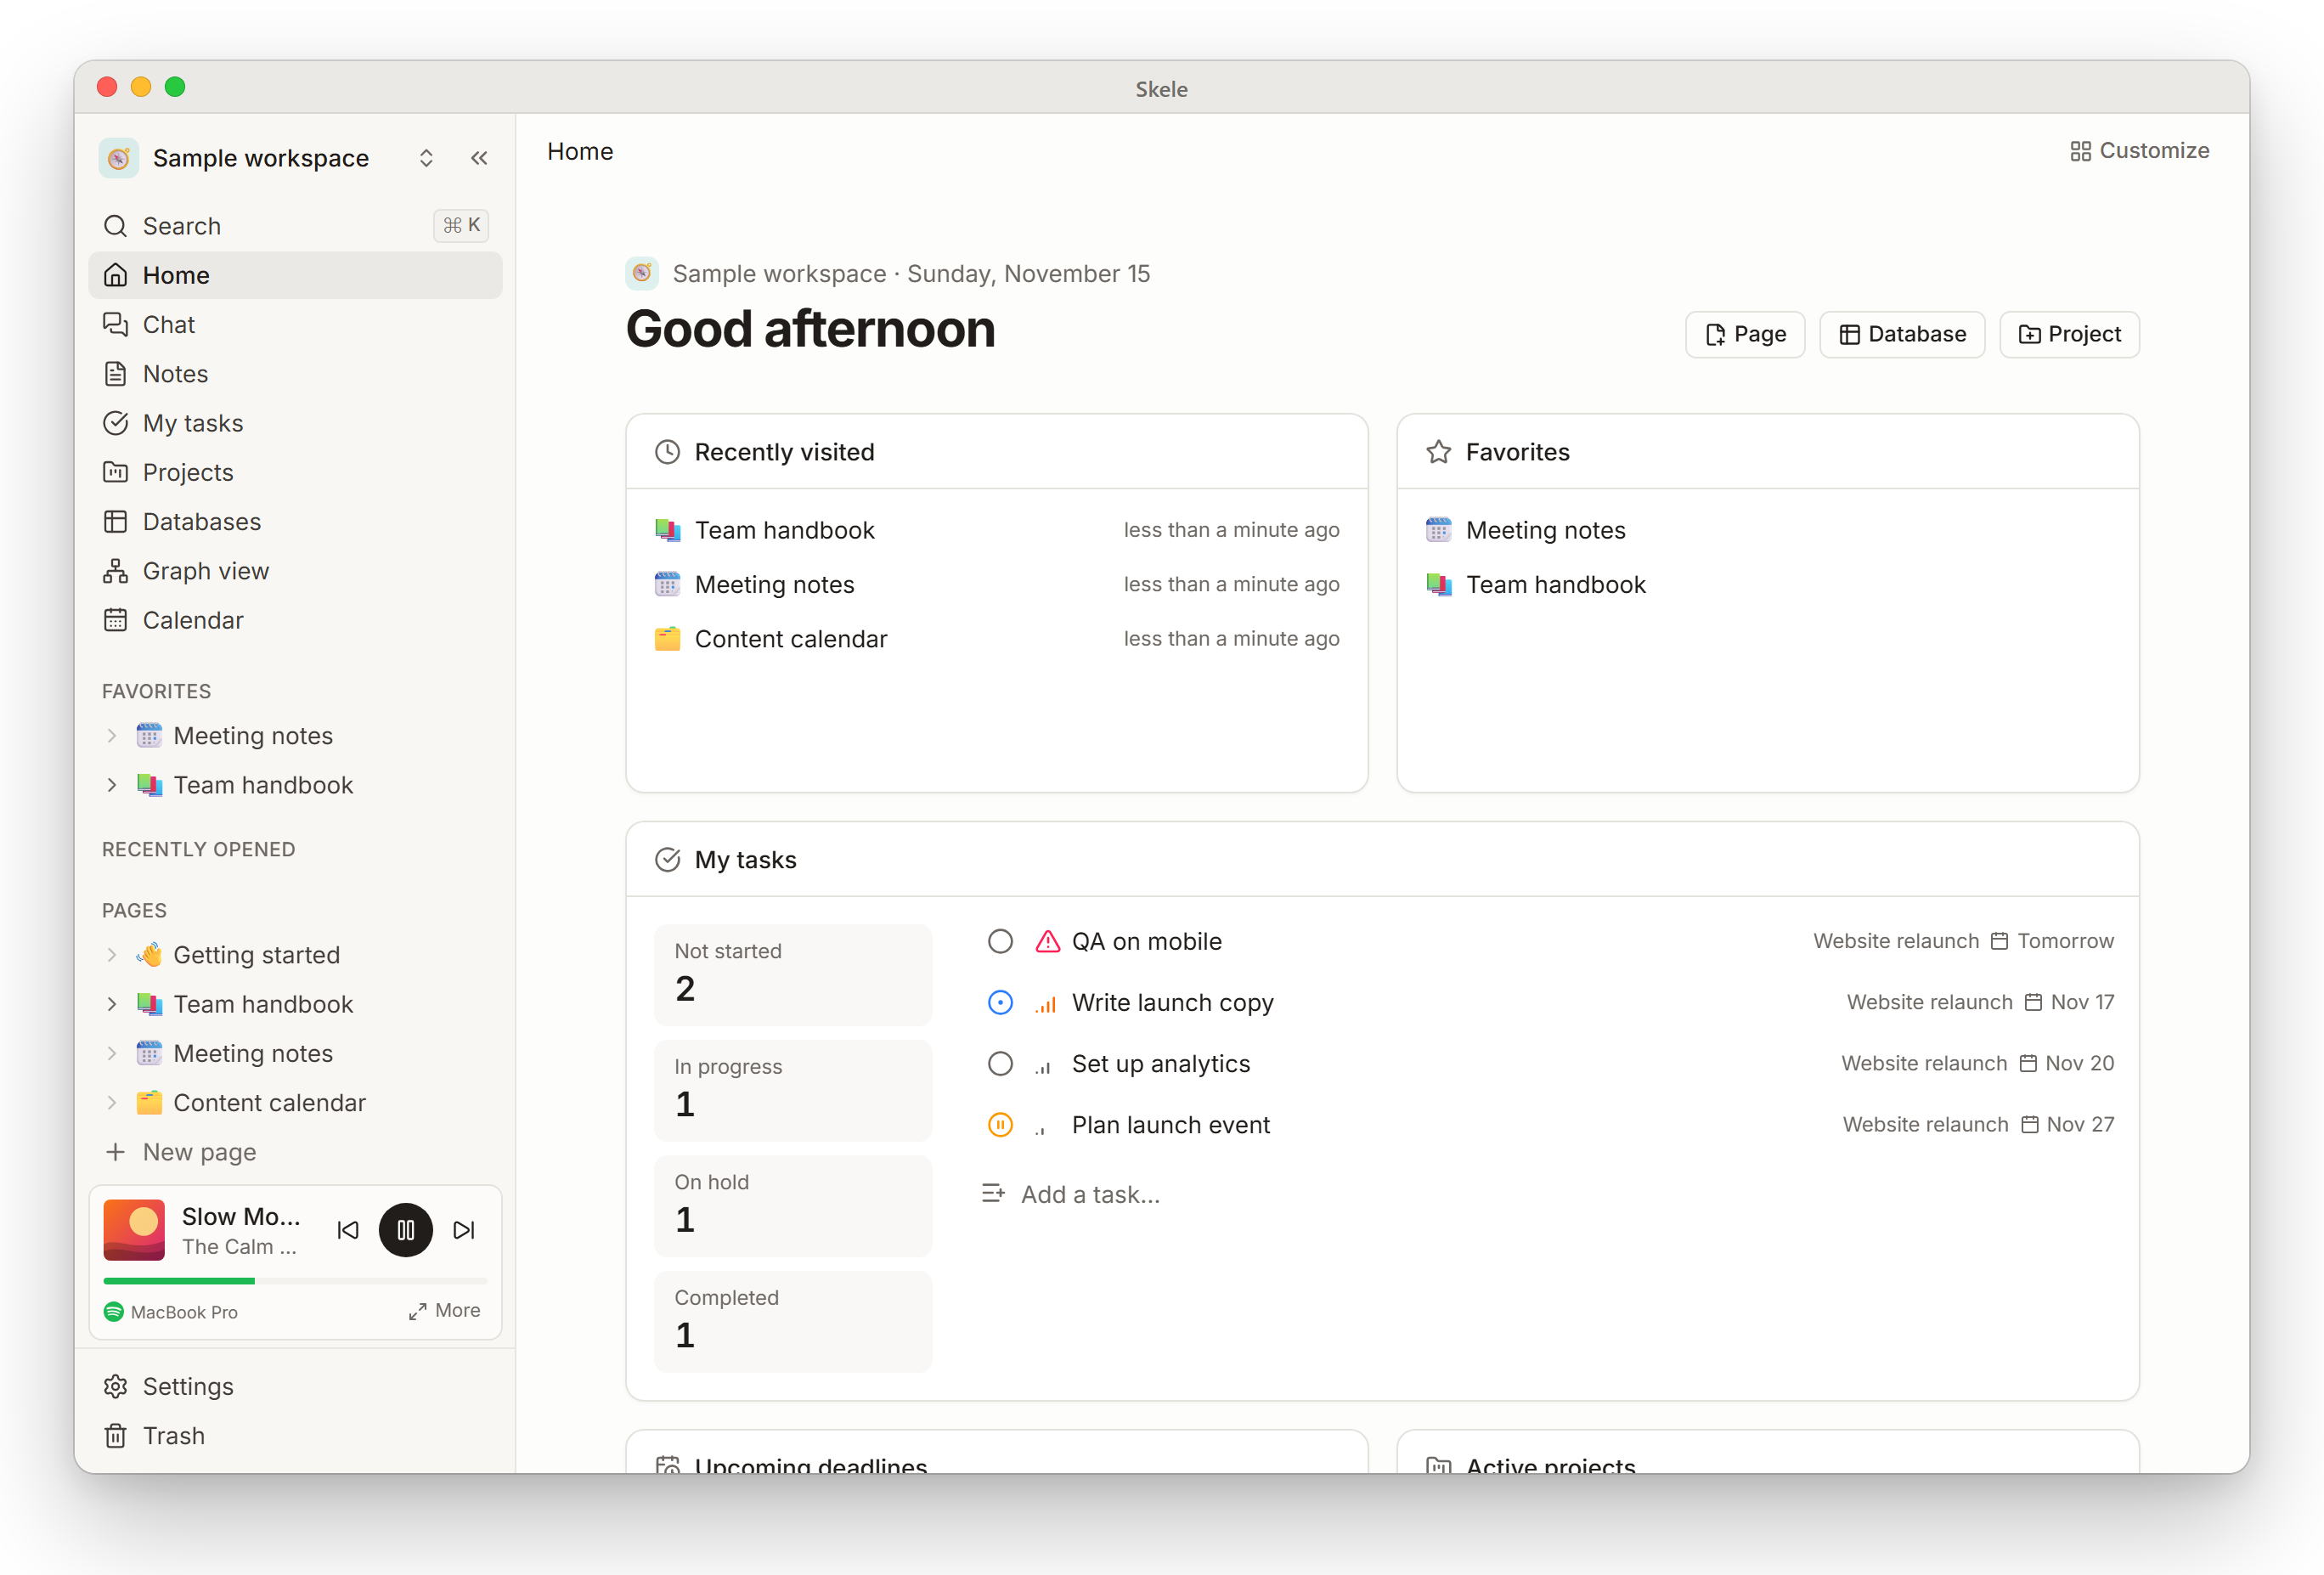 Skele
Sample workspace
Search
⌘ K
Home
Chat
Notes
My tasks
Projects
Databases
Graph view
Calendar
FAVORITES
Meeting notes
Team handbook
RECENTLY OPENED
PAGES
Getting started
Team handbook
Meeting notes
Content calendar
New page
Slow Mo...
The Calm ...
MacBook Pro
More
Settings
Trash
Home
Customize
Sample workspace · Sunday, November 15
Good afternoon
Page
Database
Project
Recently visited
Team handbook less than a minute ago
Meeting notes less than a minute ago
Content calendar less than a minute ago
Favorites
Meeting notes
Team handbook
My tasks
Not started
2
In progress
1
On hold
1
Completed
1
QA on mobile Website relaunch Tomorrow
Write launch copy Website relaunch Nov 17
Set up analytics Website relaunch Nov 20
Plan launch event Website relaunch Nov 27
Add a task...
Upcoming deadlines
Active projects